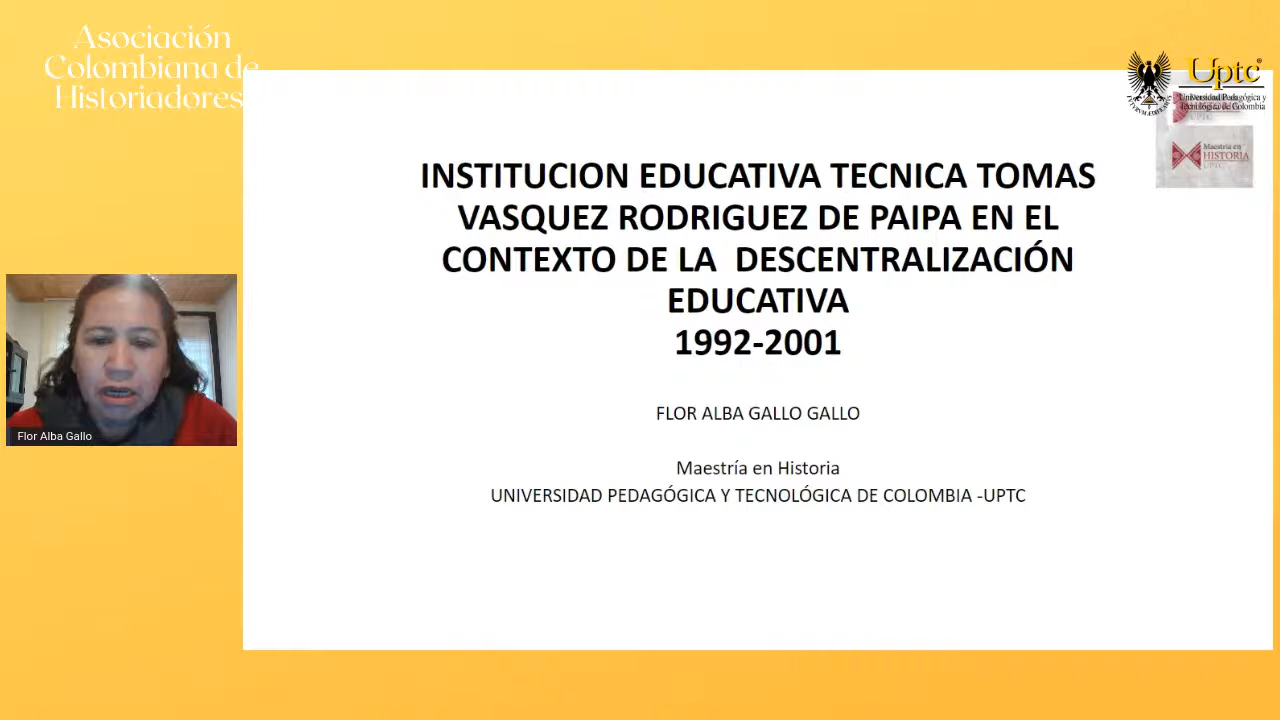 Asociación
Colombiana de
Historiadores
Uptc®
Universidad Pedagógica y
Tecnológica de Colombia
UPTC
Maestría en
HISTORIA
UPTC
INSTITUCION EDUCATIVA TECNICA TOMAS
VASQUEZ RODRIGUEZ DE PAIPA EN EL
CONTEXTO DE LA  DESCENTRALIZACIÓN
EDUCATIVA
1992-2001
FLOR ALBA GALLO GALLO
Maestría en Historia
UNIVERSIDAD PEDAGÓGICA Y TECNOLÓGICA DE COLOMBIA -UPTC
Flor Alba Gallo